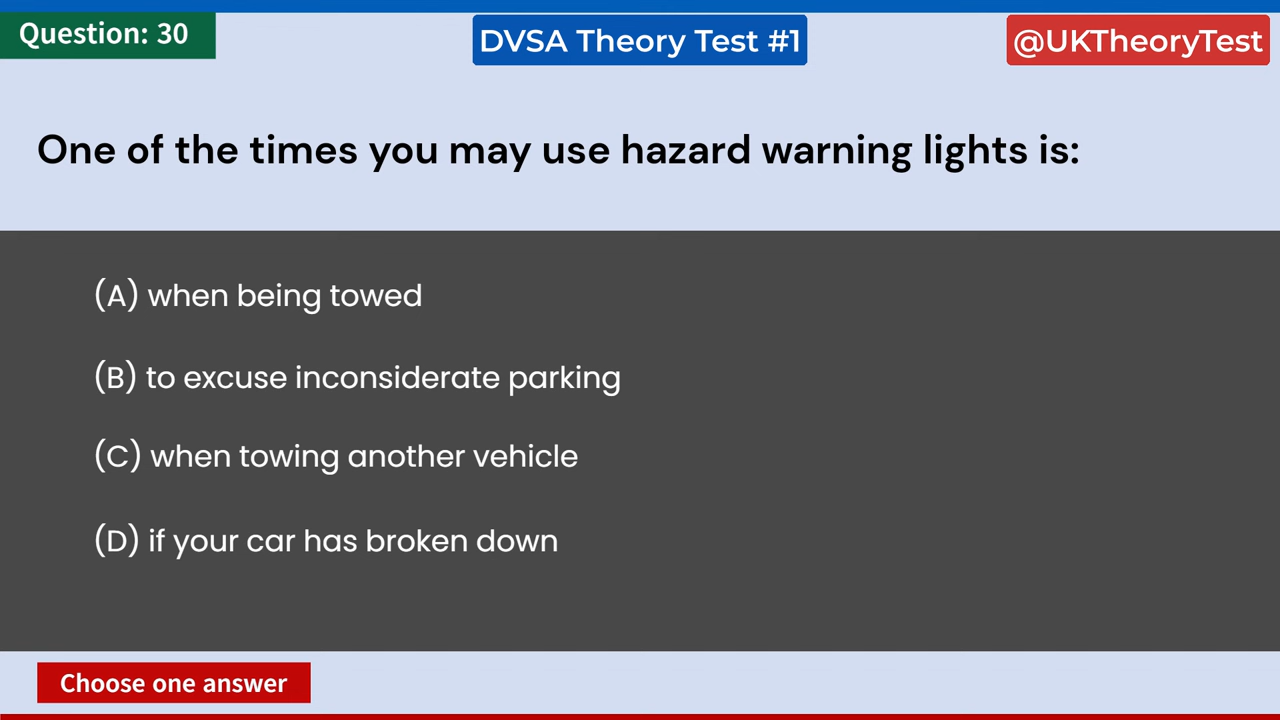 Question: 30
DVSA Theory Test #1
@UKTheoryTest
One of the times you may use hazard warning lights is:
(A) when being towed
(B) to excuse inconsiderate parking
(C) when towing another vehicle
(D) if your car has broken down
Choose one answer